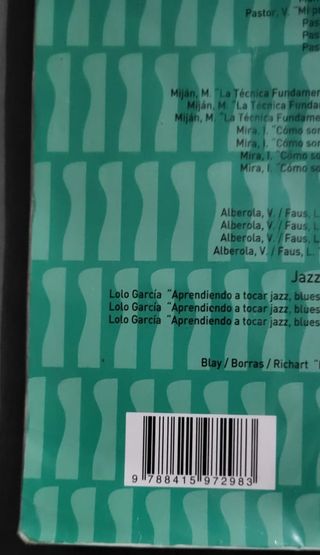 Pastor, V. "Mi
Pas
Pas
Pas
Miján, M. "La Técnica Fundamen
Miján, M. "La Técnica Fundam
Miján, M. "La Técnica Fundamen
Mira, I. "Cómo son
Mira, I. "Cómo so
Mira, I. "Cómo so
Mira, I. "Cómo so
Alberola, V. / Faus, L.
Alberola, V. / Faus, L
Alberola, V. / Faus, L
Alberola, V. / Faus, L.
Jazz
Lolo García "Aprendiendo a tocar jazz, blues
Lolo García "Aprendiendo a tocar jazz, blues
Lolo García "Aprendiendo a tocar jazz, blues
Blay / Borras / Richart
9 788415 972983